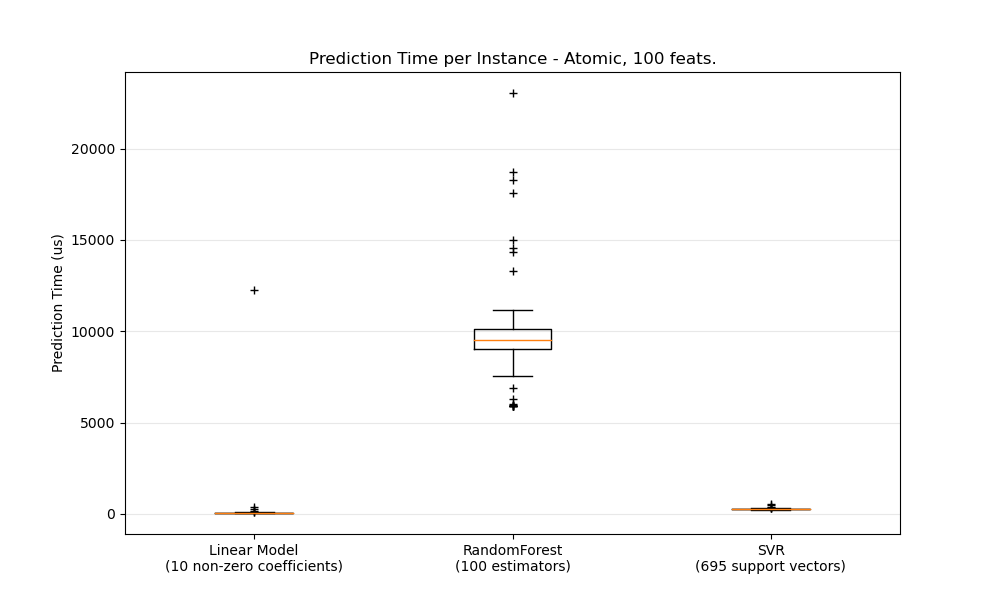 Prediction Time per Instance - Atomic, 100 feats.
Prediction Time (us)
20000
15000
10000
5000
0
Linear Model
(10 non-zero coefficients)
RandomForest
(100 estimators)
SVR
(695 support vectors)